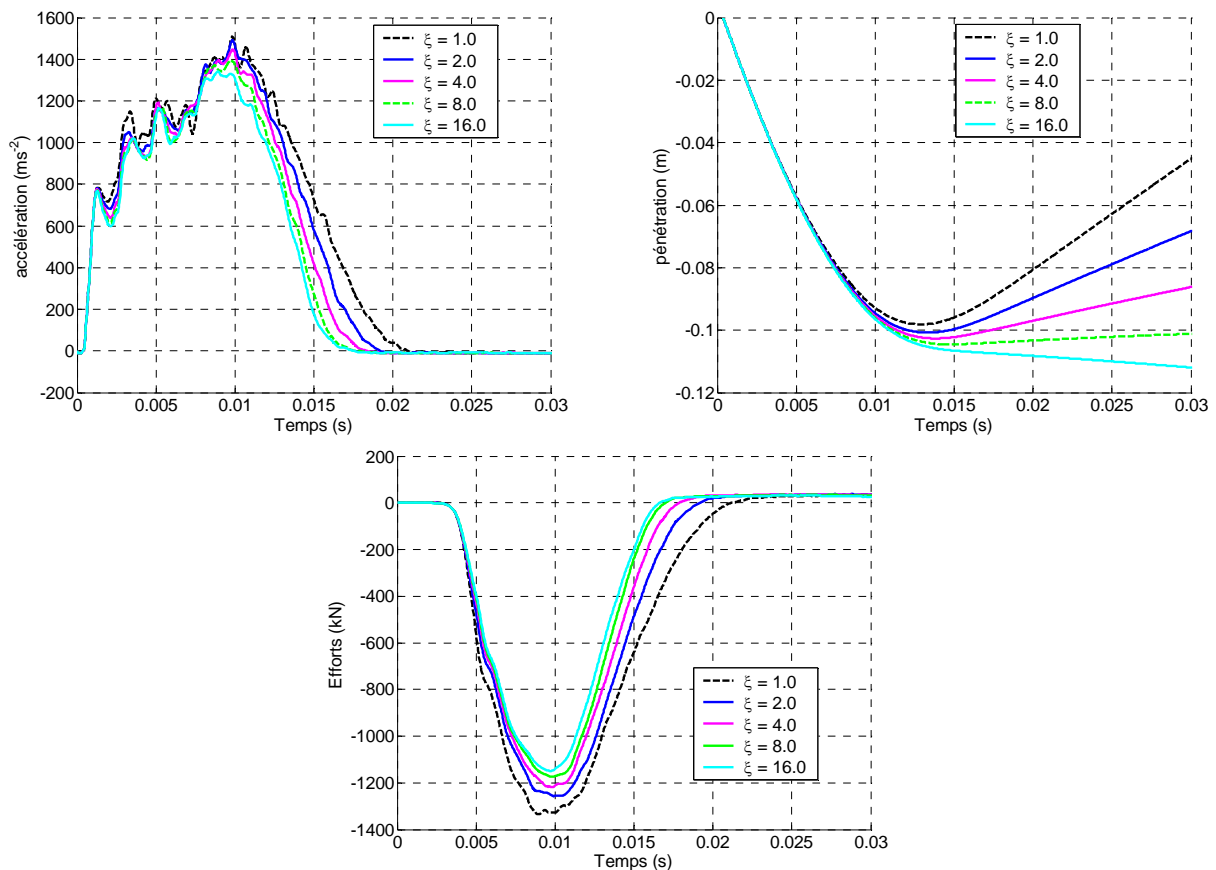 1600
1400
1200
1000
800
600
400
200
0
-200
accélération (ms⁻²)
0
0.005
0.01
0.015
0.02
0.025
0.03
Temps (s)
ξ = 1.0
ξ = 2.0
ξ = 4.0
ξ = 8.0
ξ = 16.0
0
-0.02
-0.04
-0.06
-0.08
-0.1
-0.12
pénétration (m)
0
0.005
0.01
0.015
0.02
0.025
0.03
Temps (s)
ξ = 1.0
ξ = 2.0
ξ = 4.0
ξ = 8.0
ξ = 16.0
200
0
-200
-400
-600
-800
-1000
-1200
-1400
Efforts (kN)
0
0.005
0.01
0.015
0.02
0.025
0.03
Temps (s)
ξ = 1.0
ξ = 2.0
ξ = 4.0
ξ = 8.0
ξ = 16.0